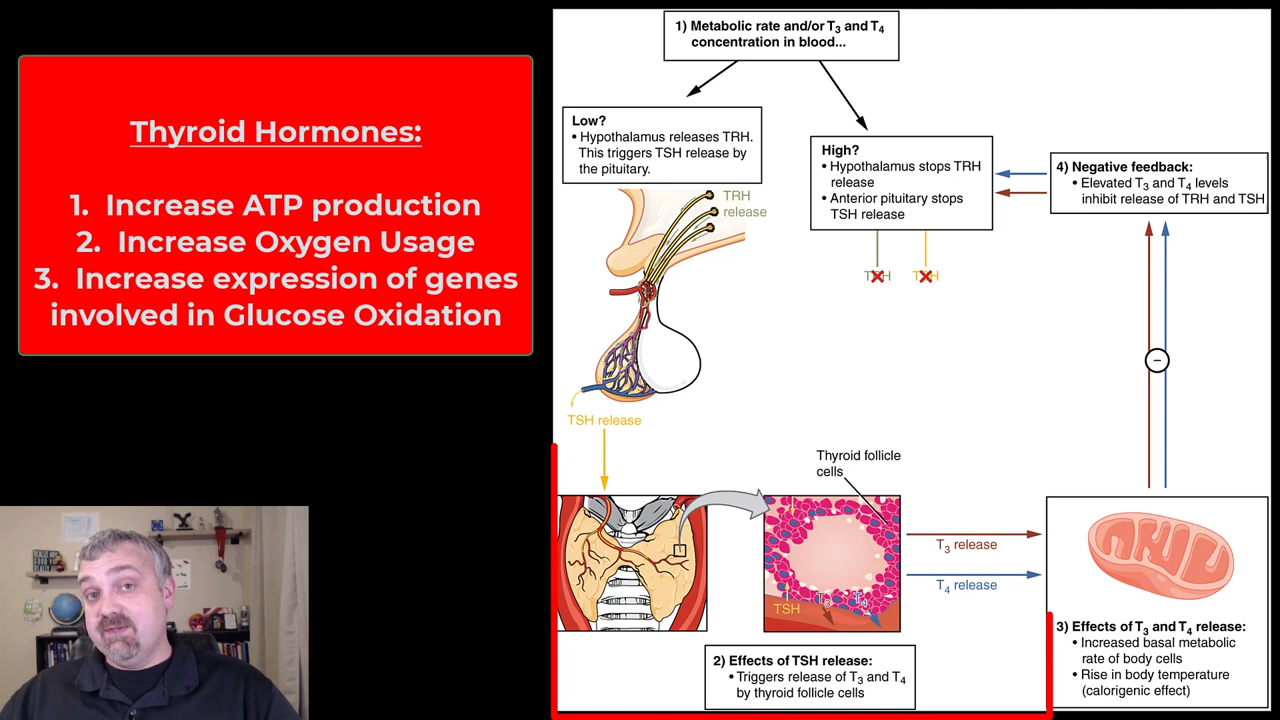 Thyroid Hormones:
1. Increase ATP production
2. Increase Oxygen Usage
3. Increase expression of genes
involved in Glucose Oxidation
1) Metabolic rate and/or T3 and T4
concentration in blood...
Low?
• Hypothalamus releases TRH.
This triggers TSH release by
the pituitary.
High?
• Hypothalamus stops TRH
release
• Anterior pituitary stops
TSH release
4) Negative feedback:
• Elevated T3 and T4 levels
inhibit release of TRH and TSH
TRH
release
TSH release
Thyroid follicle
cells
TSH
T3
T4
T3 release
T4 release
−
2) Effects of TSH release:
• Triggers release of T3 and T4
by thyroid follicle cells
3) Effects of T3 and T4 release:
• Increased basal metabolic
rate of body cells
• Rise in body temperature
(calorigenic effect)